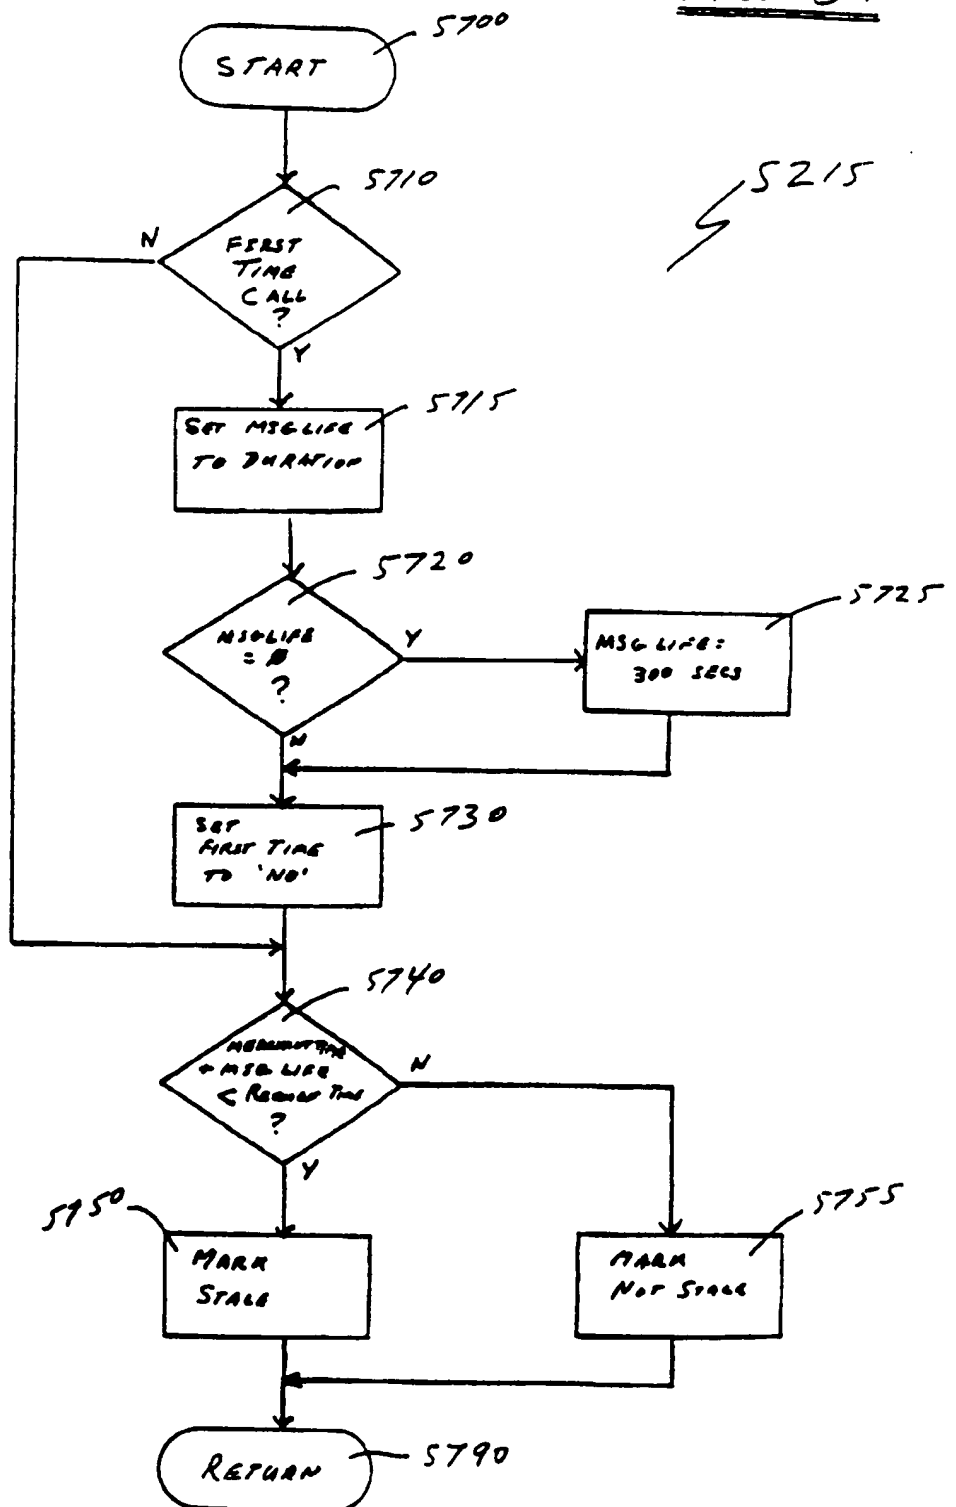 5700
START
5710
5215
N
FIRST
TIME
CALL
?
Y
5715
SET MSGLIFE
TO DURATION
5720
5725
MSGLIFE
= Ø
?
Y
MSG LIFE =
300 SECS
N
5730
SET
FIRST TIME
TO 'NO'
5740
+ MSG LIFE
< REQUEST TIME
?
N
Y
5750
5755
MARK
STALE
MARK
NOT STALE
RETURN
5790